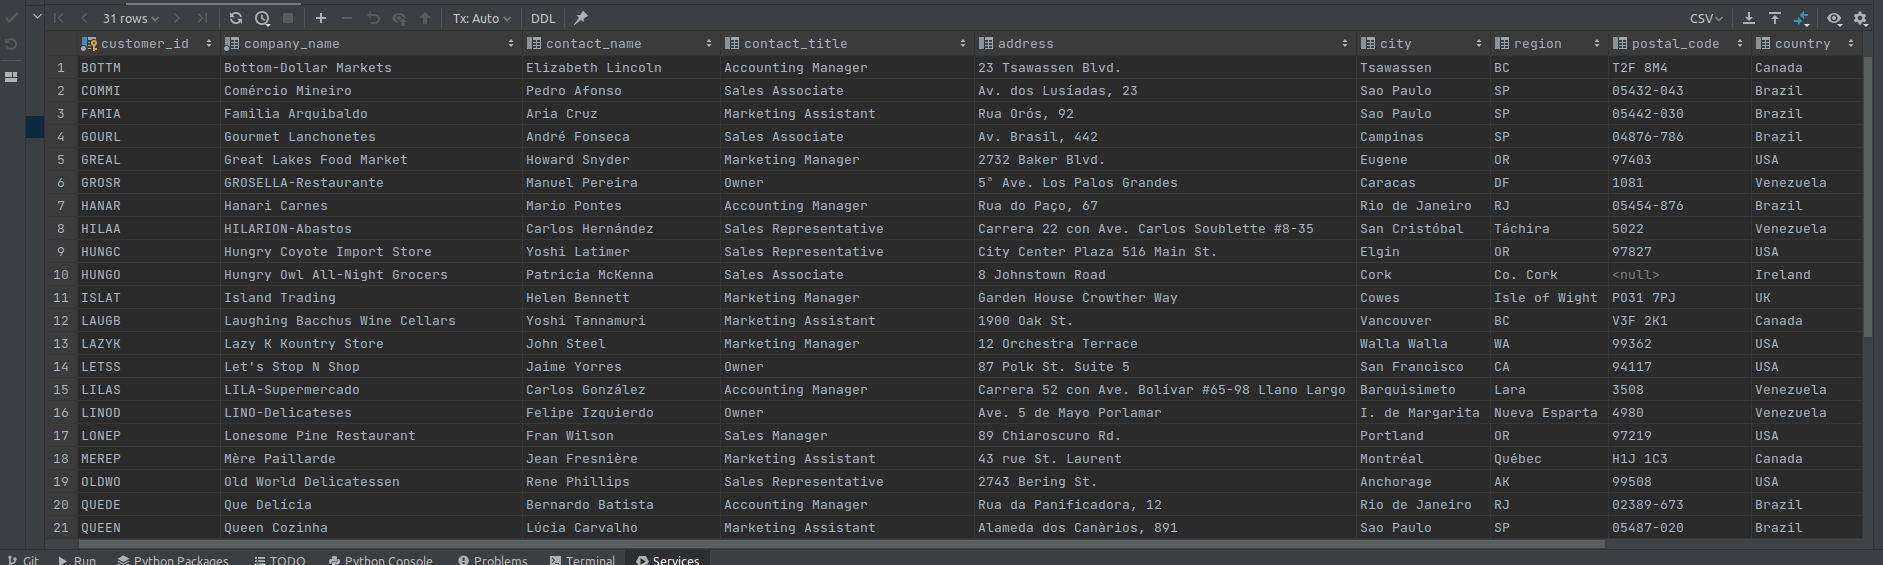 31 rows Tx: Auto DDL CSV
customer_id company_name contact_name contact_title address city region postal_code country
1 BOTTM Bottom-Dollar Markets Elizabeth Lincoln Accounting Manager 23 Tsawassen Blvd. Tsawassen BC T2F 8M4 Canada
2 COMMI Comércio Mineiro Pedro Afonso Sales Associate Av. dos Lusíadas, 23 Sao Paulo SP 05432-043 Brazil
3 FAMIA Familia Arquibaldo Aria Cruz Marketing Assistant Rua Orós, 92 Sao Paulo SP 05442-030 Brazil
4 GOURL Gourmet Lanchonetes André Fonseca Sales Associate Av. Brasil, 442 Campinas SP 04876-786 Brazil
5 GREAL Great Lakes Food Market Howard Snyder Marketing Manager 2732 Baker Blvd. Eugene OR 97403 USA
6 GROSR GROSELLA-Restaurante Manuel Pereira Owner 5ª Ave. Los Palos Grandes Caracas DF 1081 Venezuela
7 HANAR Hanari Carnes Mario Pontes Accounting Manager Rua do Paço, 67 Rio de Janeiro RJ 05454-876 Brazil
8 HILAA HILARION-Abastos Carlos Hernández Sales Representative Carrera 22 con Ave. Carlos Soublette #8-35 San Cristóbal Táchira 5022 Venezuela
9 HUNGC Hungry Coyote Import Store Yoshi Latimer Sales Representative City Center Plaza 516 Main St. Elgin OR 97827 USA
10 HUNGO Hungry Owl All-Night Grocers Patricia McKenna Sales Associate 8 Johnstown Road Cork Co. Cork <null> Ireland
11 ISLAT Island Trading Helen Bennett Marketing Manager Garden House Crowther Way Cowes Isle of Wight PO31 7PJ UK
12 LAUGB Laughing Bacchus Wine Cellars Yoshi Tannamuri Marketing Assistant 1900 Oak St. Vancouver BC V3F 2K1 Canada
13 LAZYK Lazy K Kountry Store John Steel Marketing Manager 12 Orchestra Terrace Walla Walla WA 99362 USA
14 LETSS Let's Stop N Shop Jaime Yorres Owner 87 Polk St. Suite 5 San Francisco CA 94117 USA
15 LILAS LILA-Supermercado Carlos González Accounting Manager Carrera 52 con Ave. Bolívar #65-98 Llano Largo Barquisimeto Lara 3508 Venezuela
16 LINOD LINO-Delicateses Felipe Izquierdo Owner Ave. 5 de Mayo Porlamar I. de Margarita Nueva Esparta 4980 Venezuela
17 LONEP Lonesome Pine Restaurant Fran Wilson Sales Manager 89 Chiaroscuro Rd. Portland OR 97219 USA
18 MEREP Mère Paillarde Jean Fresnière Marketing Assistant 43 rue St. Laurent Montréal Québec H1J 1C3 Canada
19 OLDWO Old World Delicatessen Rene Phillips Sales Representative 2743 Bering St. Anchorage AK 99508 USA
20 QUEDE Que Delícia Bernardo Batista Accounting Manager Rua da Panificadora, 12 Rio de Janeiro RJ 02389-673 Brazil
21 QUEEN Queen Cozinha Lúcia Carvalho Marketing Assistant Alameda dos Canàrios, 891 Sao Paulo SP 05487-020 Brazil
Git Run Python Packages TODO Python Console Problems Terminal Services